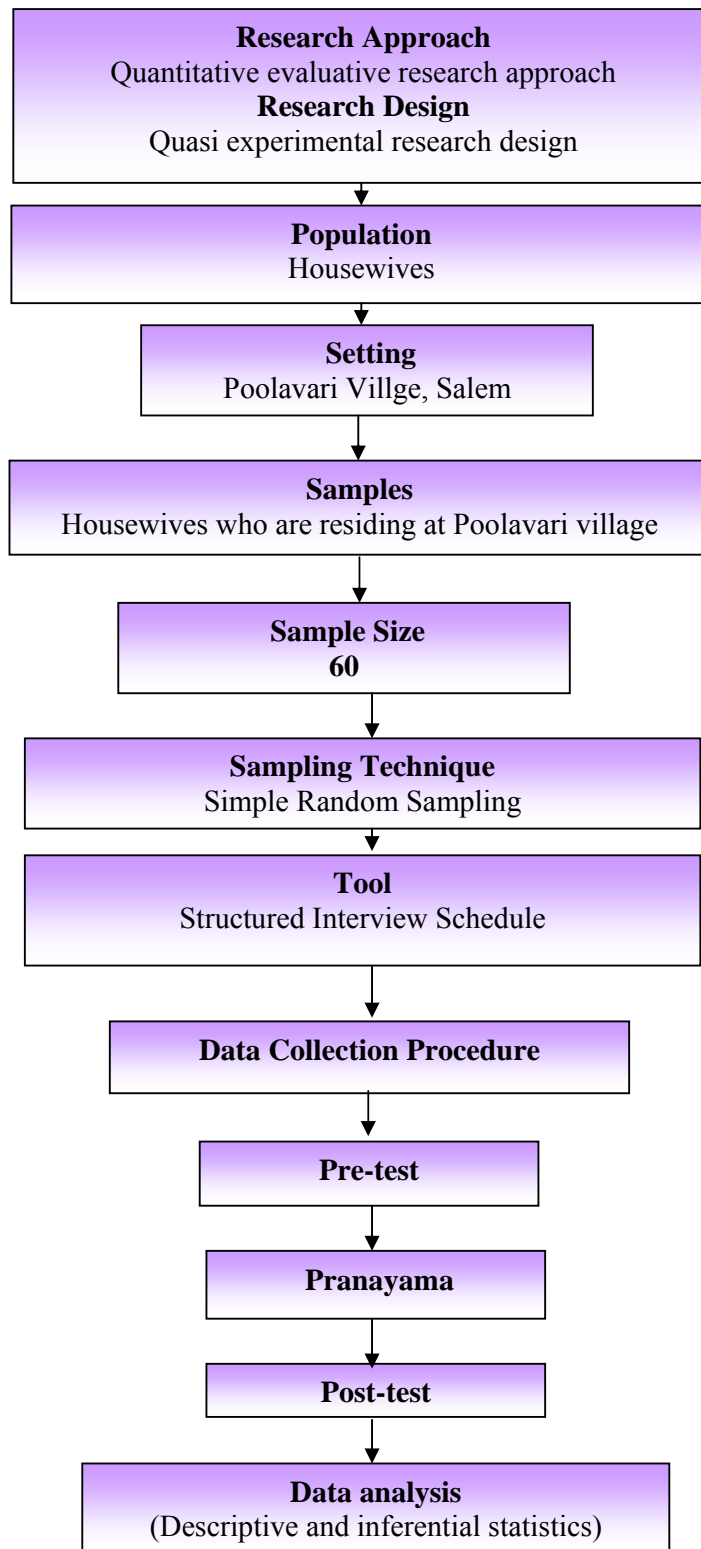 Research Approach
Quantitative evaluative research approach
Research Design
Quasi experimental research design
Population
Housewives
Setting
Poolavari Villge, Salem
Samples
Housewives who are residing at Poolavari village
Sample Size
60
Sampling Technique
Simple Random Sampling
Tool
Structured Interview Schedule
Data Collection Procedure
Pre-test
Pranayama
Post-test
Data analysis
(Descriptive and inferential statistics)